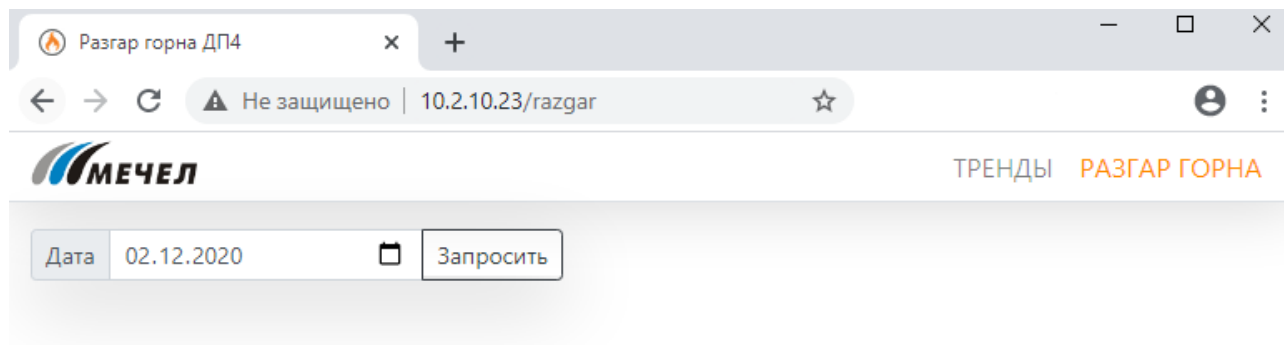 Разгар горна ДП4
Не защищено | 10.2.10.23/razgar
МЕЧЕЛ ТРЕНДЫ РАЗГАР ГОРНА
Дата 02.12.2020 Запросить